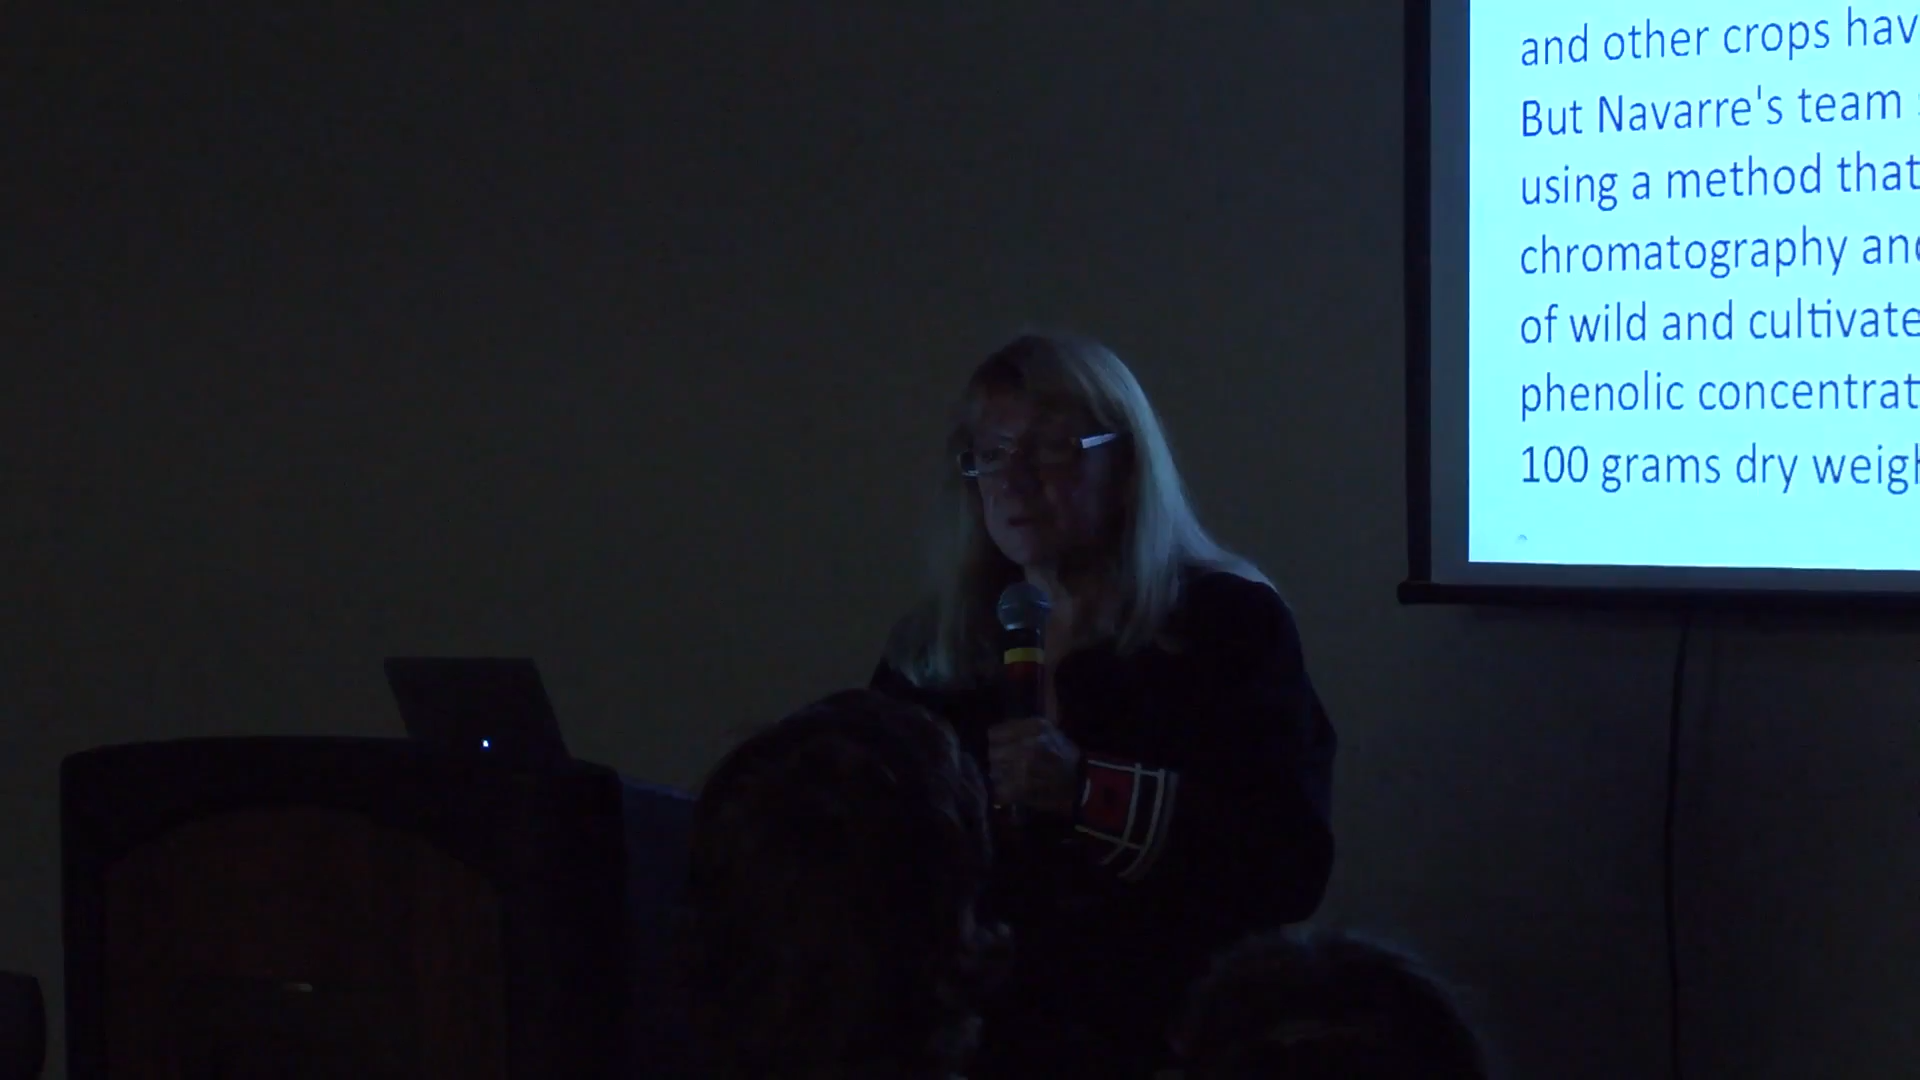 and other crops hav
But Navarre's team
using a method that
chromatography and
of wild and cultivate
phenolic concentrat
100 grams dry weigh